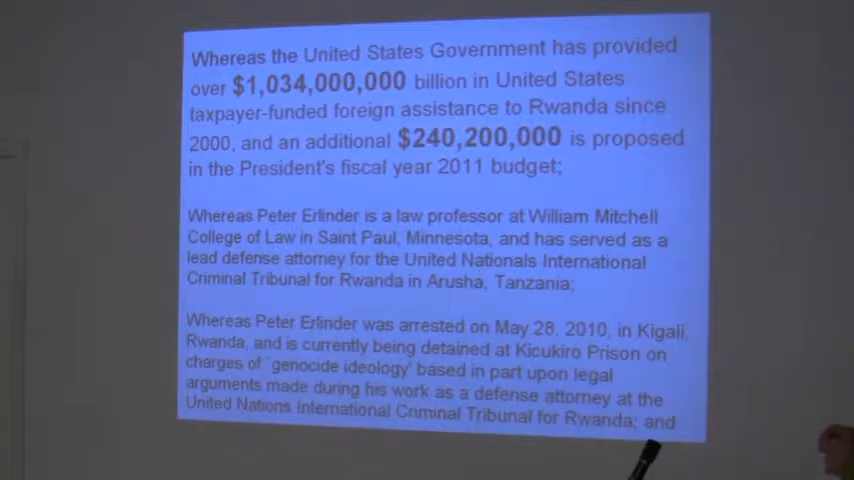 Whereas the United States Government has provided
over $1,034,000,000 billion in United States
taxpayer-funded foreign assistance to Rwanda since
2000, and an additional $240,200,000 is proposed
in the President's fiscal year 2011 budget;
Whereas Peter Erlinder is a law professor at William Mitchell
College of Law in Saint Paul, Minnesota, and has served as a
lead defense attorney for the United Nationals International
Criminal Tribunal for Rwanda in Arusha, Tanzania;
Whereas Peter Erlinder was arrested on May 28, 2010, in Kigali,
Rwanda, and is currently being detained at Kicukiro Prison on
charges of `genocide ideology' based in part upon legal
arguments made during his work as a defense attorney at the
United Nations International Criminal Tribunal for Rwanda; and